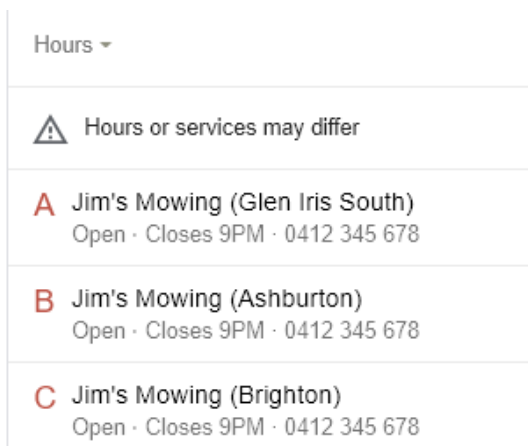 Hours
Hours or services may differ
A Jim's Mowing (Glen Iris South)
Open · Closes 9PM · 0412 345 678
B Jim's Mowing (Ashburton)
Open · Closes 9PM · 0412 345 678
C Jim's Mowing (Brighton)
Open · Closes 9PM · 0412 345 678